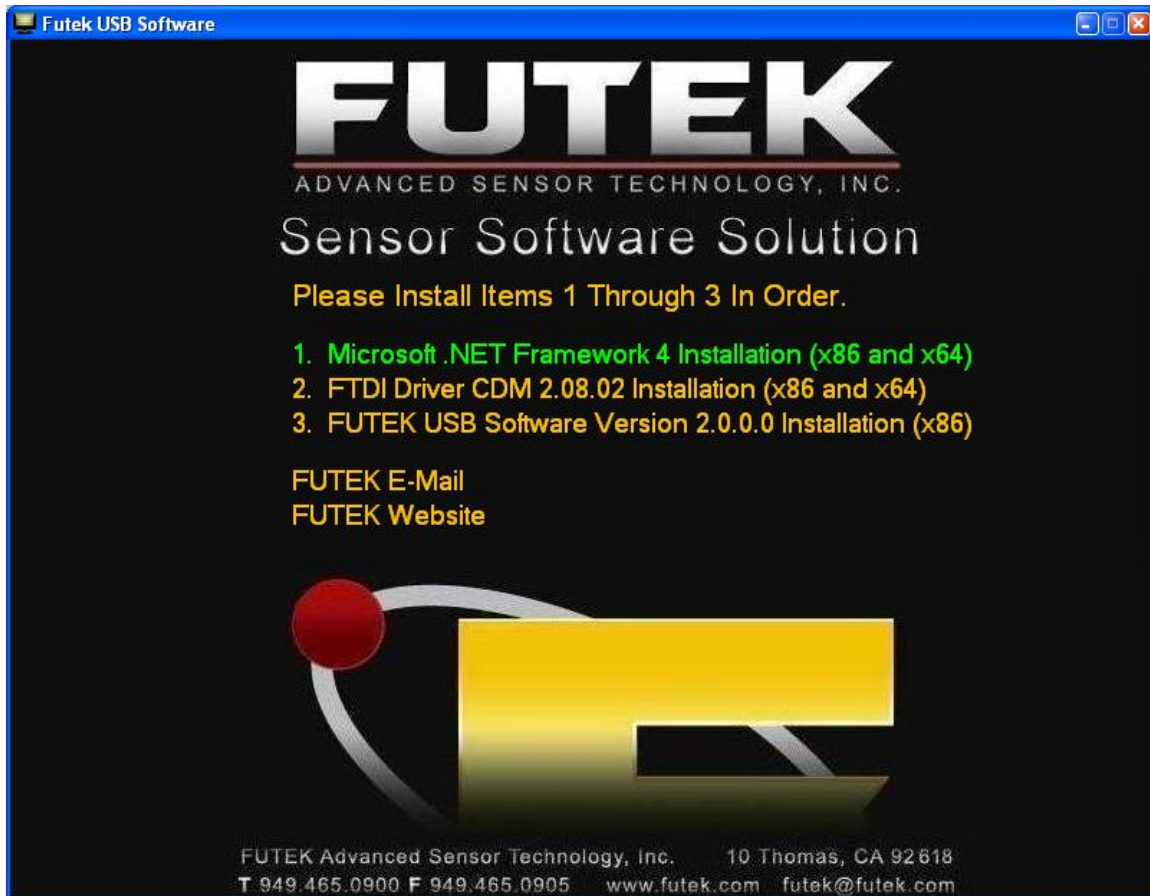 Futek USB Software
FUTEK
ADVANCED SENSOR TECHNOLOGY, INC.
Sensor Software Solution
Please Install Items 1 Through 3 In Order.
1. Microsoft .NET Framework 4 Installation (x86 and x64)
2. FTDI Driver CDM 2.08.02 Installation (x86 and x64)
3. FUTEK USB Software Version 2.0.0.0 Installation (x86)
FUTEK E-Mail
FUTEK Website
FUTEK Advanced Sensor Technology, Inc. 10 Thomas, CA 92618
T 949.465.0900 F 949.465.0905 www.futek.com futek@futek.com